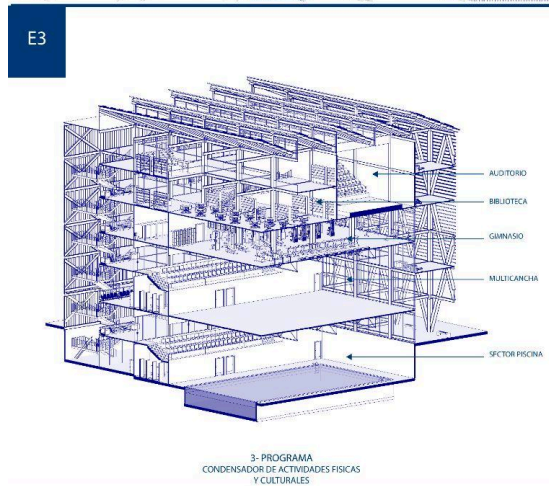 E3
AUDITORIO
BIBLIOTECA
GIMNASIO
MULTICANCHA
SECTOR PISCINA
3- PROGRAMA
CONDENSADOR DE ACTIVIDADES FISICAS
Y CULTURALES